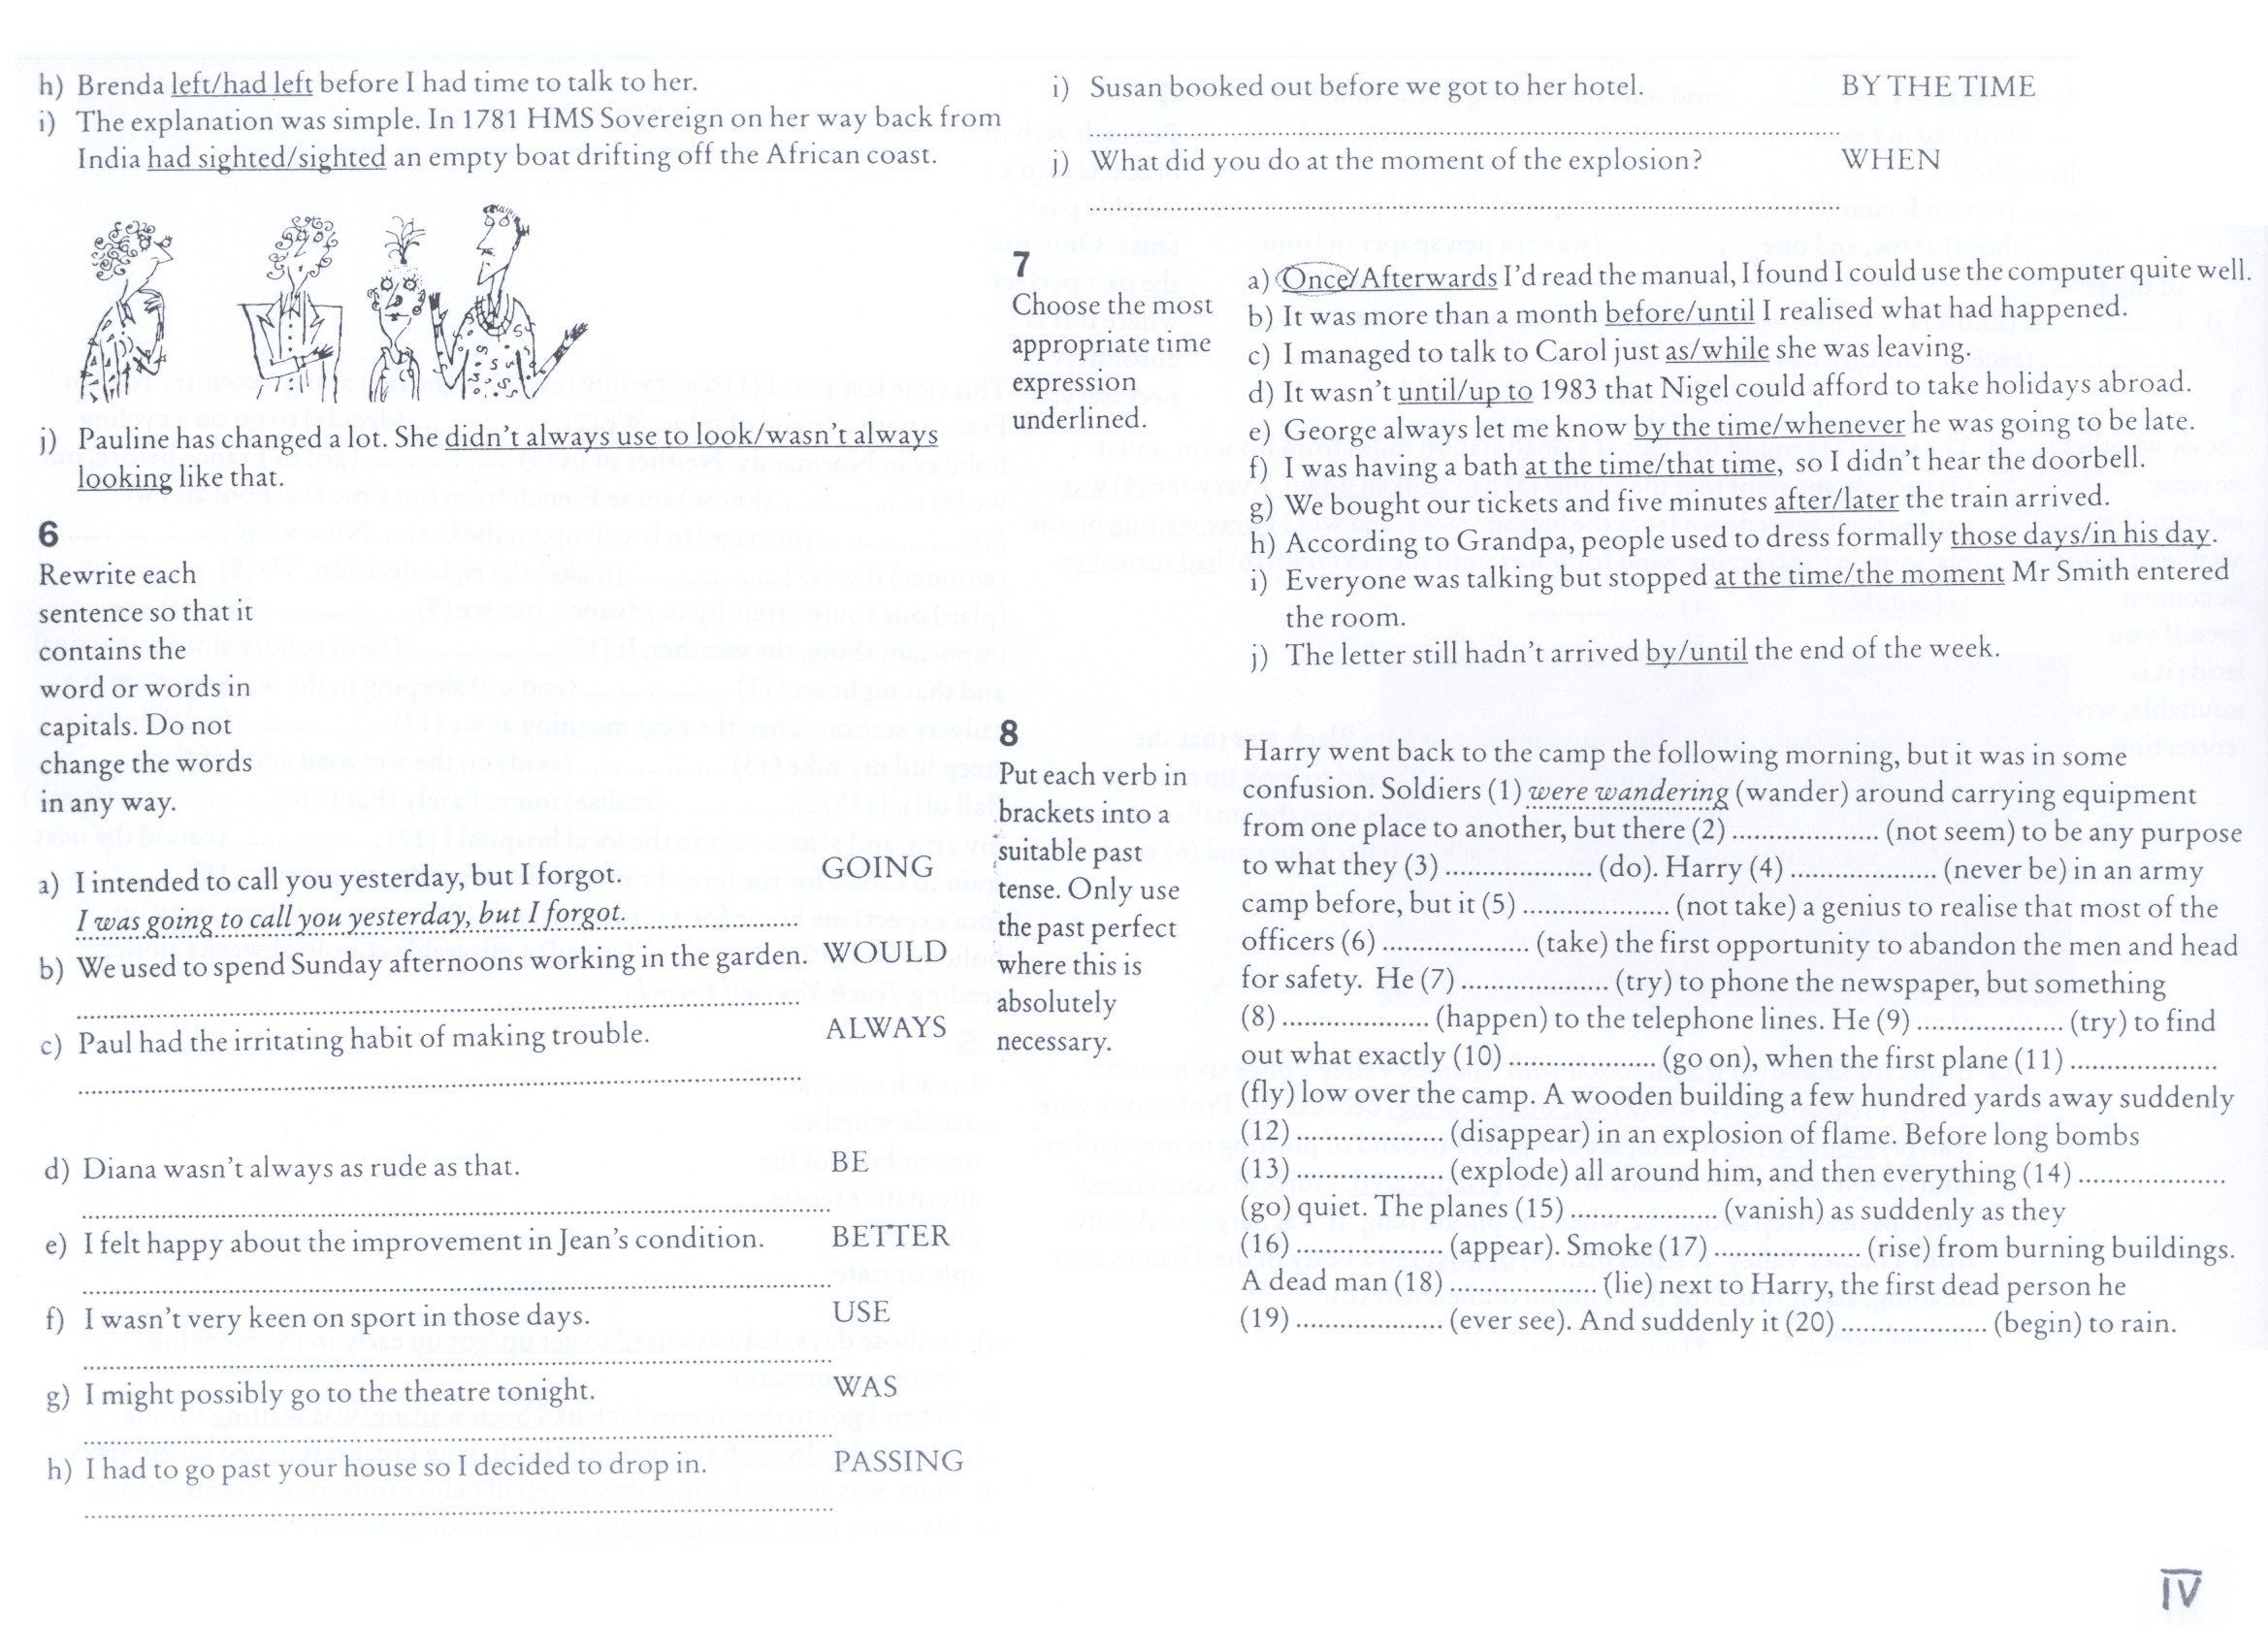 h) Brenda left/had left before I had time to talk to her.
i) The explanation was simple. In 1781 HMS Sovereign on her way back from
India had sighted/sighted an empty boat drifting off the African coast.
j) Pauline has changed a lot. She didn't always use to look/wasn't always
looking like that.
6
Rewrite each
sentence so that it
contains the
word or words in
capitals. Do not
change the words
in any way.
a) I intended to call you yesterday, but I forgot. GOING
I was going to call you yesterday, but I forgot.
b) We used to spend Sunday afternoons working in the garden. WOULD
c) Paul had the irritating habit of making trouble. ALWAYS
d) Diana wasn't always as rude as that. BE
e) I felt happy about the improvement in Jean's condition. BETTER
f) I wasn't very keen on sport in those days. USE
g) I might possibly go to the theatre tonight. WAS
h) I had to go past your house so I decided to drop in. PASSING
i) Susan booked out before we got to her hotel. BY THE TIME
j) What did you do at the moment of the explosion? WHEN
7
Choose the most
appropriate time
expression
underlined.
a) Once/Afterwards I'd read the manual, I found I could use the computer quite well.
b) It was more than a month before/until I realised what had happened.
c) I managed to talk to Carol just as/while she was leaving.
d) It wasn't until/up to 1983 that Nigel could afford to take holidays abroad.
e) George always let me know by the time/whenever he was going to be late.
f) I was having a bath at the time/that time, so I didn't hear the doorbell.
g) We bought our tickets and five minutes after/later the train arrived.
h) According to Grandpa, people used to dress formally those days/in his day.
i) Everyone was talking but stopped at the time/the moment Mr Smith entered
the room.
j) The letter still hadn't arrived by/until the end of the week.
8
Put each verb in
brackets into a
suitable past
tense. Only use
the past perfect
where this is
absolutely
necessary.
Harry went back to the camp the following morning, but it was in some
confusion. Soldiers (1) were wandering (wander) around carrying equipment
from one place to another, but there (2) .................. (not seem) to be any purpose
to what they (3) .................. (do). Harry (4) .................. (never be) in an army
camp before, but it (5) .................. (not take) a genius to realise that most of the
officers (6) .................. (take) the first opportunity to abandon the men and head
for safety. He (7) .................. (try) to phone the newspaper, but something
(8) .................. (happen) to the telephone lines. He (9) .................. (try) to find
out what exactly (10) .................. (go on), when the first plane (11) ..................
(fly) low over the camp. A wooden building a few hundred yards away suddenly
(12) .................. (disappear) in an explosion of flame. Before long bombs
(13) .................. (explode) all around him, and then everything (14) ..................
(go) quiet. The planes (15) .................. (vanish) as suddenly as they
(16) .................. (appear). Smoke (17) .................. (rise) from burning buildings.
A dead man (18) .................. (lie) next to Harry, the first dead person he
(19) .................. (ever see). And suddenly it (20) .................. (begin) to rain.
IV